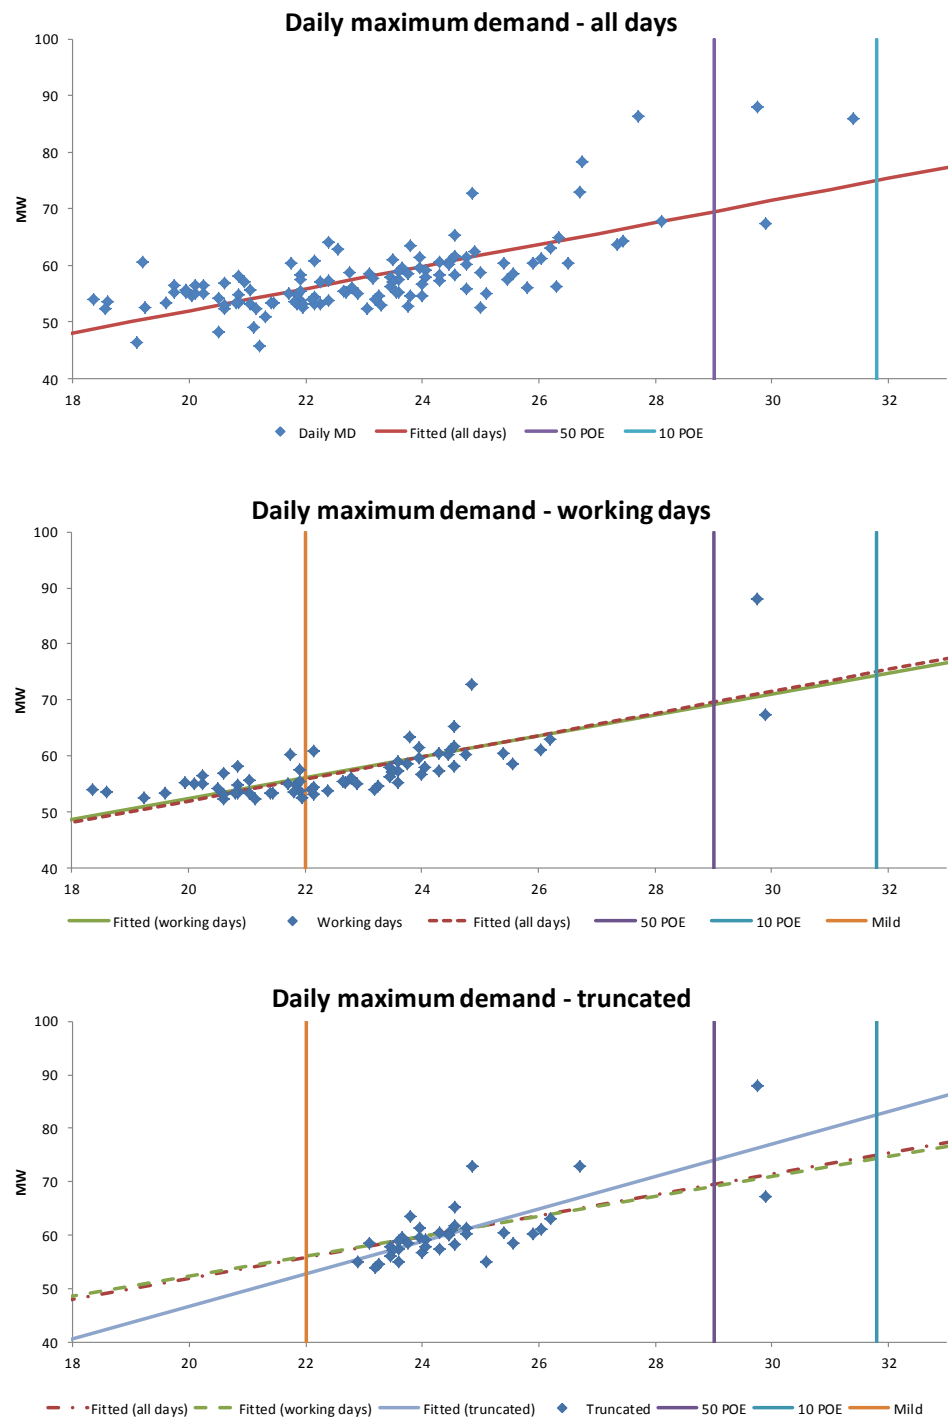 Daily maximum demand - all days
100
90
80
70
60
50
40
MW
18 20 22 24 26 28 30 32
Daily MD Fitted (all days) 50 POE 10 POE
Daily maximum demand - working days
100
90
80
70
60
50
40
MW
18 20 22 24 26 28 30 32
Fitted (working days) Working days Fitted (all days) 50 POE 10 POE Mild
Daily maximum demand - truncated
100
90
80
70
60
50
40
MW
18 20 22 24 26 28 30 32
Fitted (all days) Fitted (working days) Fitted (truncated) Truncated 50 POE 10 POE Mild